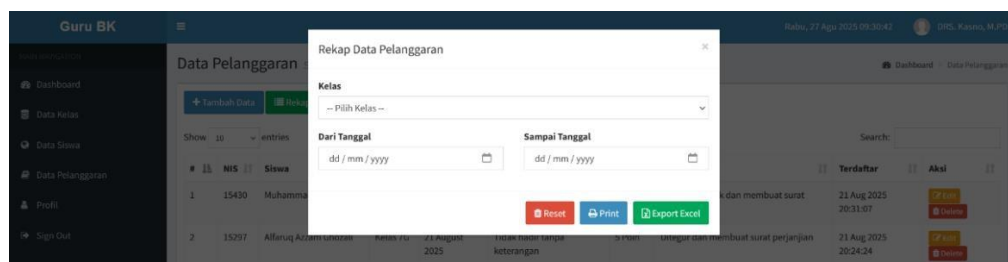 Guru BK
Rabu, 27 Agu 2025 09:30:42
DRS. Kasno, M.PD
Rekap Data Pelanggaran
×
Data Pelanggaran
Dashboard
Data Pelanggaran
Dashboard
Kelas
+ Tambah Data
Rekap
-- Pilih Kelas --
Data Kelas
Data Siswa
Show 10 entries
Dari Tanggal
Sampai Tanggal
Search:
dd / mm / yyyy
dd / mm / yyyy
Data Pelanggaran
# NIS Siswa
Terdaftar
Aksi
Profil
1 15430 Muhamma
k dan membuat surat
21 Aug 2025
20:31:07
Edit
Delete
Reset
Print
Export Excel
Sign Out
2 15297 Alfaruq Azzam Ghozali Kelas 7G 21 August
2025
Tidak hadir tanpa
keterangan
5 Poin
Ditegur dan membuat surat perjanjian
21 Aug 2025
20:24:24
Edit
Delete